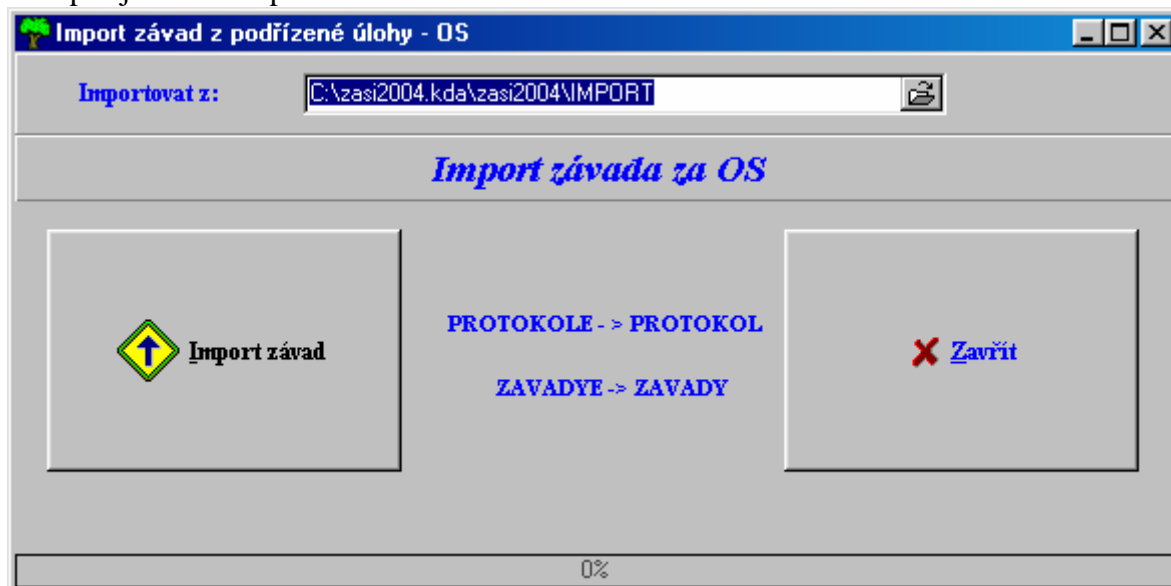 Import závad z podřízené úlohy - OS
Importovat z: C:\zasi2004.kda\zasi2004\IMPORT
Import závada za OS
PROTOKOLE - > PROTOKOL
Import závad
Zavřít
ZAVADYE -> ZAVADY
0%